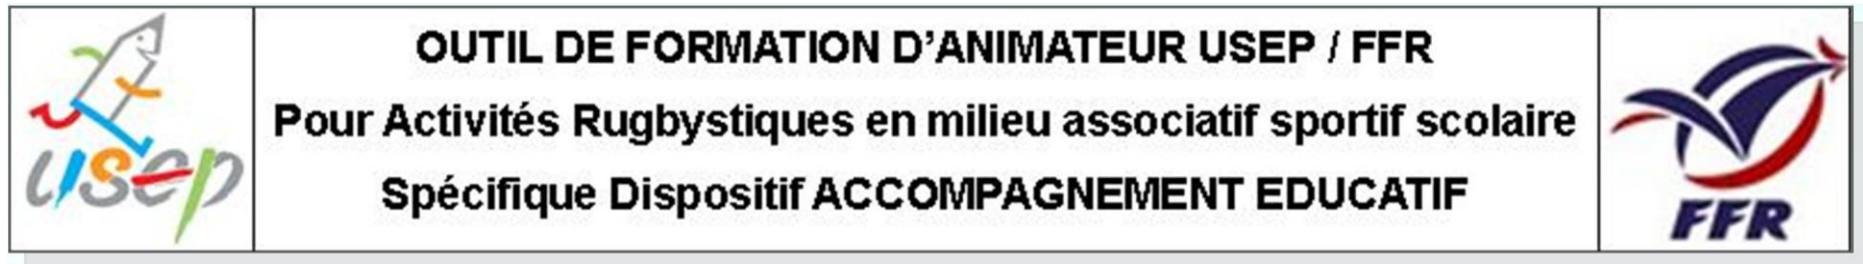 OUTIL DE FORMATION D'ANIMATEUR USEP / FFR
Pour Activités Rugbystiques en milieu associatif sportif scolaire
Spécifique Dispositif ACCOMPAGNEMENT EDUCATIF
usep
FFR